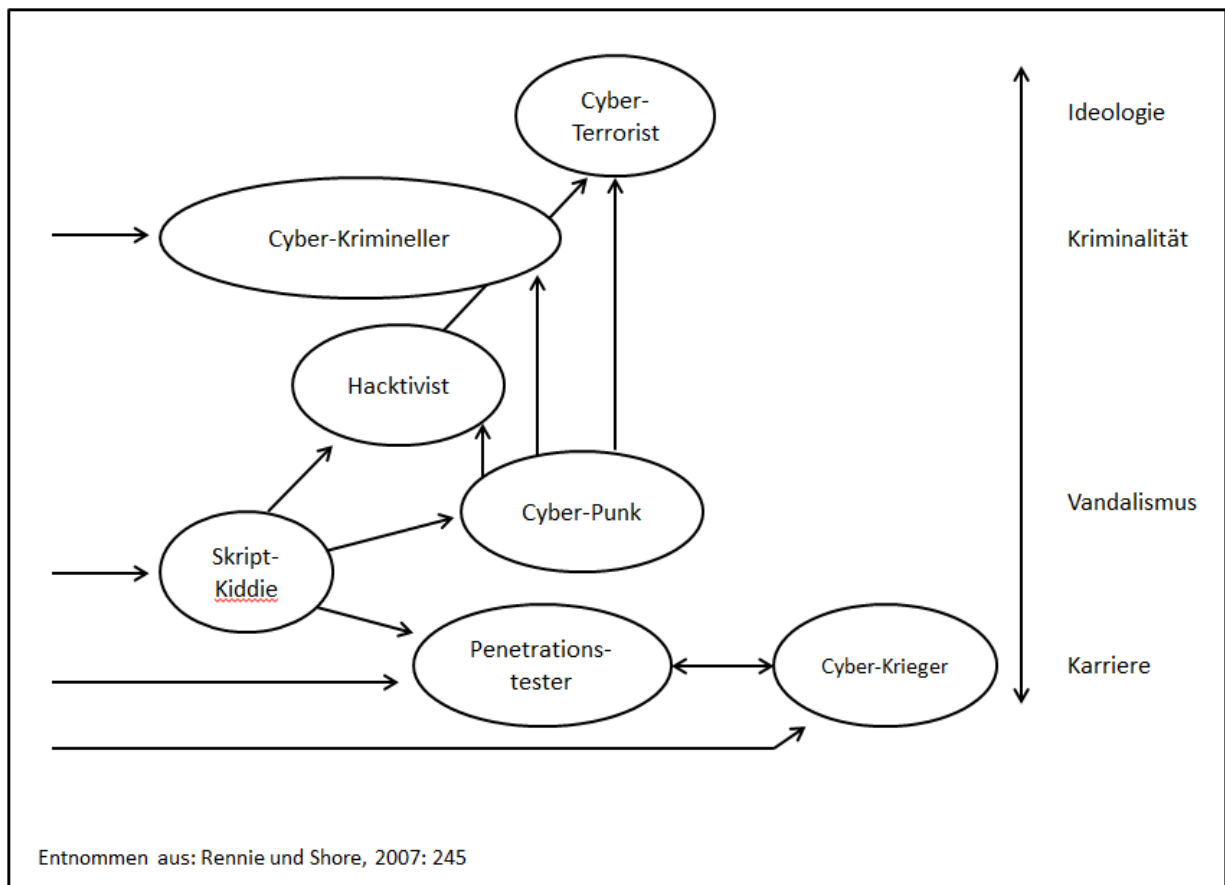 Cyber-
Terrorist
Ideologie
Cyber-Krimineller
Kriminalität
Hacktivist
Cyber-Punk
Vandalismus
Skript-
Kiddie
Penetrations-
tester
Cyber-Krieger
Karriere
Entnommen aus: Rennie und Shore, 2007: 245